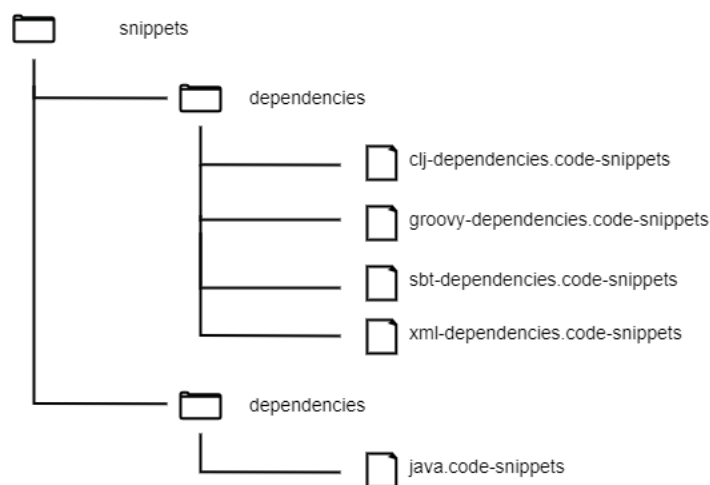 snippets
dependencies
clj-dependencies.code-snippets
groovy-dependencies.code-snippets
sbt-dependencies.code-snippets
xml-dependencies.code-snippets
dependencies
java.code-snippets